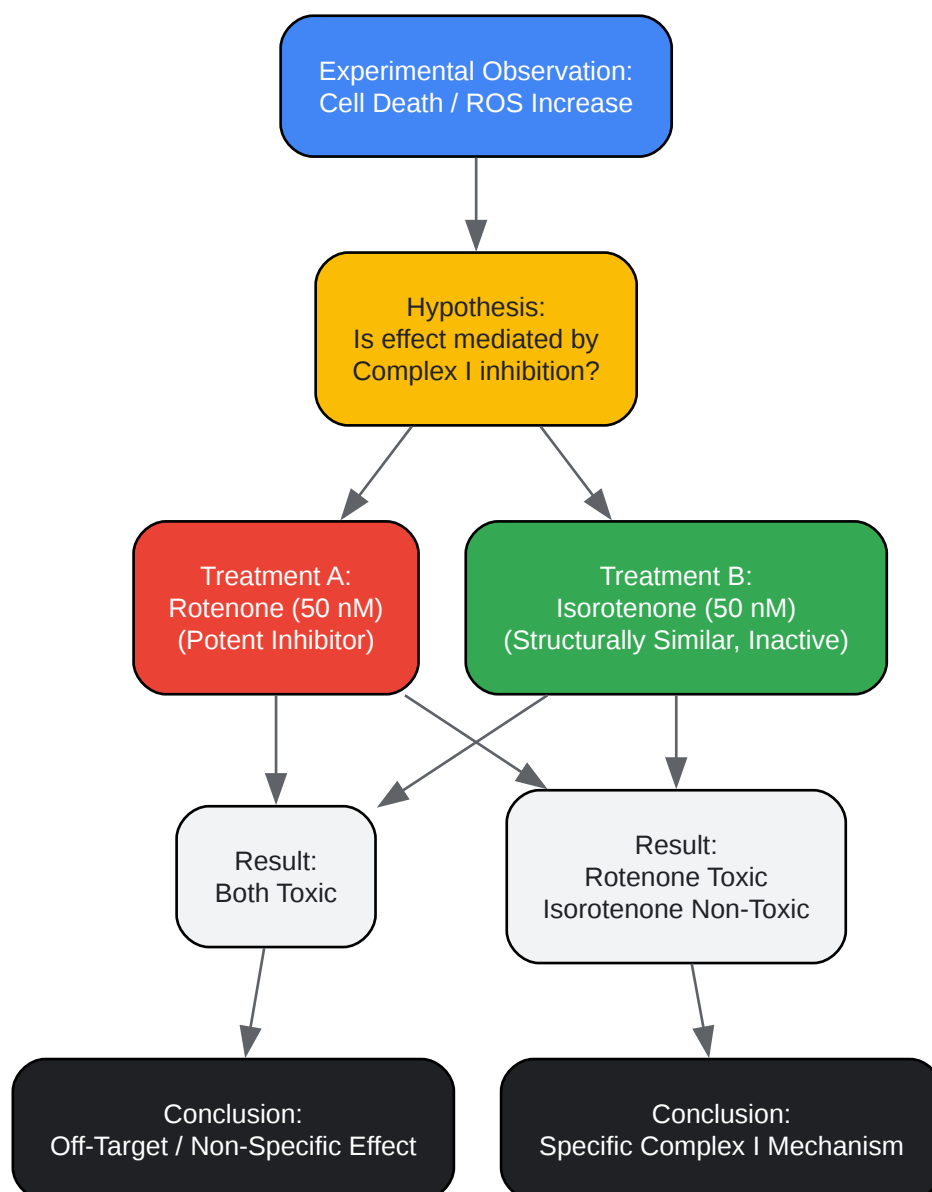 Experimental Observation:
Cell Death / ROS Increase
Hypothesis:
Is effect mediated by
Complex I inhibition?
Treatment A:
Rotenone (50 nM)
(Potent Inhibitor)
Treatment B:
Isorotenone (50 nM)
(Structurally Similar, Inactive)
Result:
Both Toxic
Result:
Rotenone Toxic
Isorotenone Non-Toxic
Conclusion:
Off-Target / Non-Specific Effect
Conclusion:
Specific Complex I Mechanism